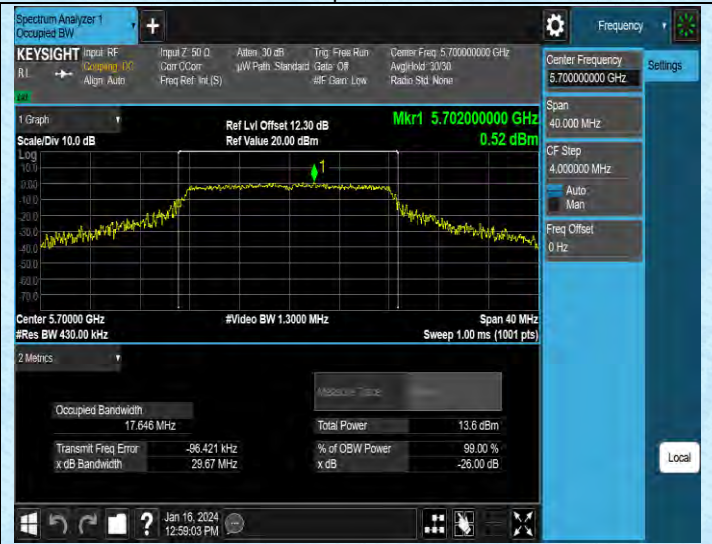 Spectrum Analyzer 1
Occupied BW
Frequency
KEYSIGHT
Input: RF
Coupling: DC
Align: Auto
Input Z: 50 Ω
Corr CCorr
Freq Ref: Int (S)
Atten: 30 dB
µW Path: Standard
Trig: Free Run
Gate: Off
#IF Gain: Low
Center Freq: 5.700000000 GHz
Avg|Hold: 30/30
Radio Std: None
Center Frequency
5.700000000 GHz
Settings
Span
40.000 MHz
CF Step
4.000000 MHz
Auto
Man
Freq Offset
0 Hz
1 Graph
Scale/Div 10.0 dB
Ref Lvl Offset 12.30 dB
Ref Value 20.00 dBm
Mkr1 5.702000000 GHz
0.52 dBm
Log
10.0
0.00
-10.0
-20.0
-30.0
-40.0
-50.0
-60.0
-70.0
1
Center 5.70000 GHz
#Res BW 430.00 kHz
#Video BW 1.3000 MHz
Span 40 MHz
Sweep 1.00 ms (1001 pts)
2 Metrics
Measure Trace
Occupied Bandwidth
17.646 MHz
Total Power 13.6 dBm
Transmit Freq Error -96.421 kHz
% of OBW Power 99.00 %
x dB Bandwidth 29.67 MHz
x dB -26.00 dB
Local
?
Jan 16, 2024
12:59:03 PM